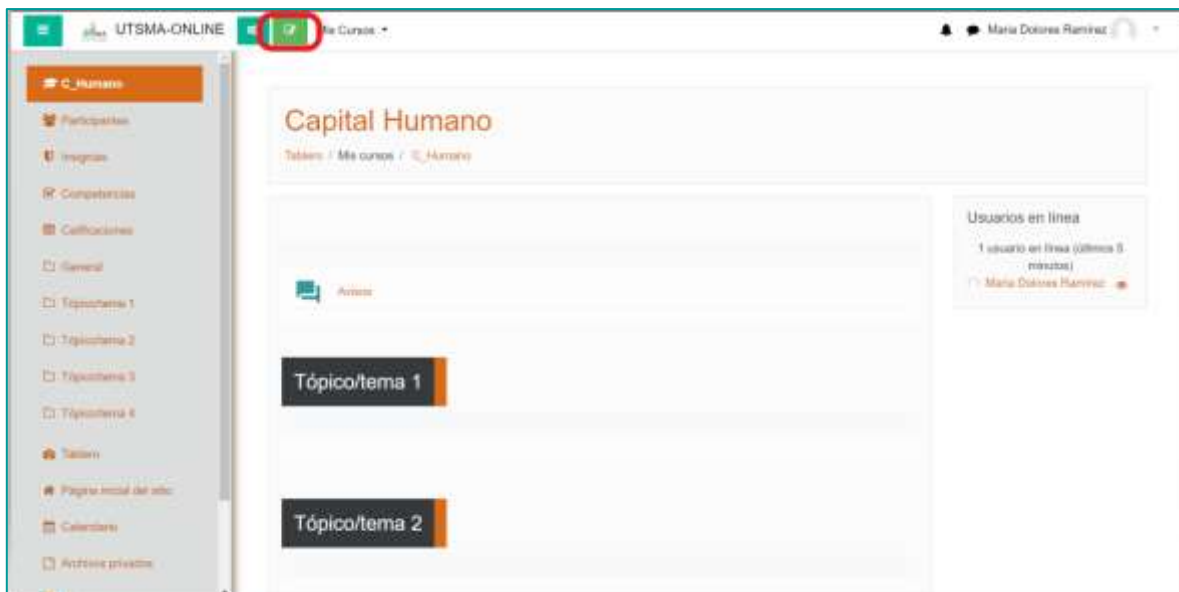 UTSMA-ONLINE
Mis Cursos
Maria Dolores Ramirez
C_Humano
Participantes
Insignias
Competencias
Calificaciones
General
Tópico/tema 1
Tópico/tema 2
Tópico/tema 3
Tópico/tema 4
Tablero
Página inicial del sitio
Calendario
Archivos privados
Capital Humano
Tablero / Mis cursos / C_Humano
Avisos
Tópico/tema 1
Tópico/tema 2
Usuarios en línea
1 usuario en línea (últimos 5
minutos)
Maria Dolores Ramirez